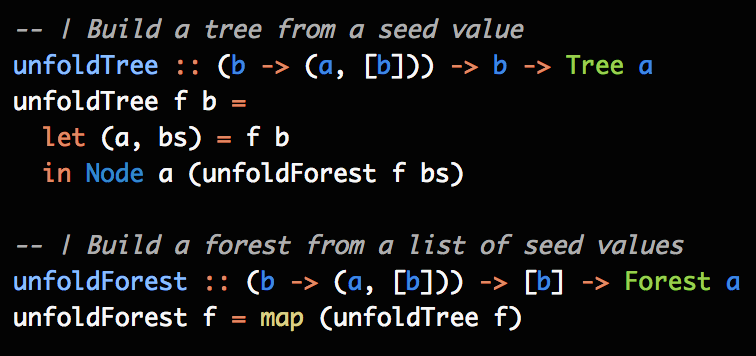 -- | Build a tree from a seed value
unfoldTree :: (b -> (a, [b])) -> b -> Tree a
unfoldTree f b =
  let (a, bs) = f b
  in Node a (unfoldForest f bs)

-- | Build a forest from a list of seed values
unfoldForest :: (b -> (a, [b])) -> [b] -> Forest a
unfoldForest f = map (unfoldTree f)